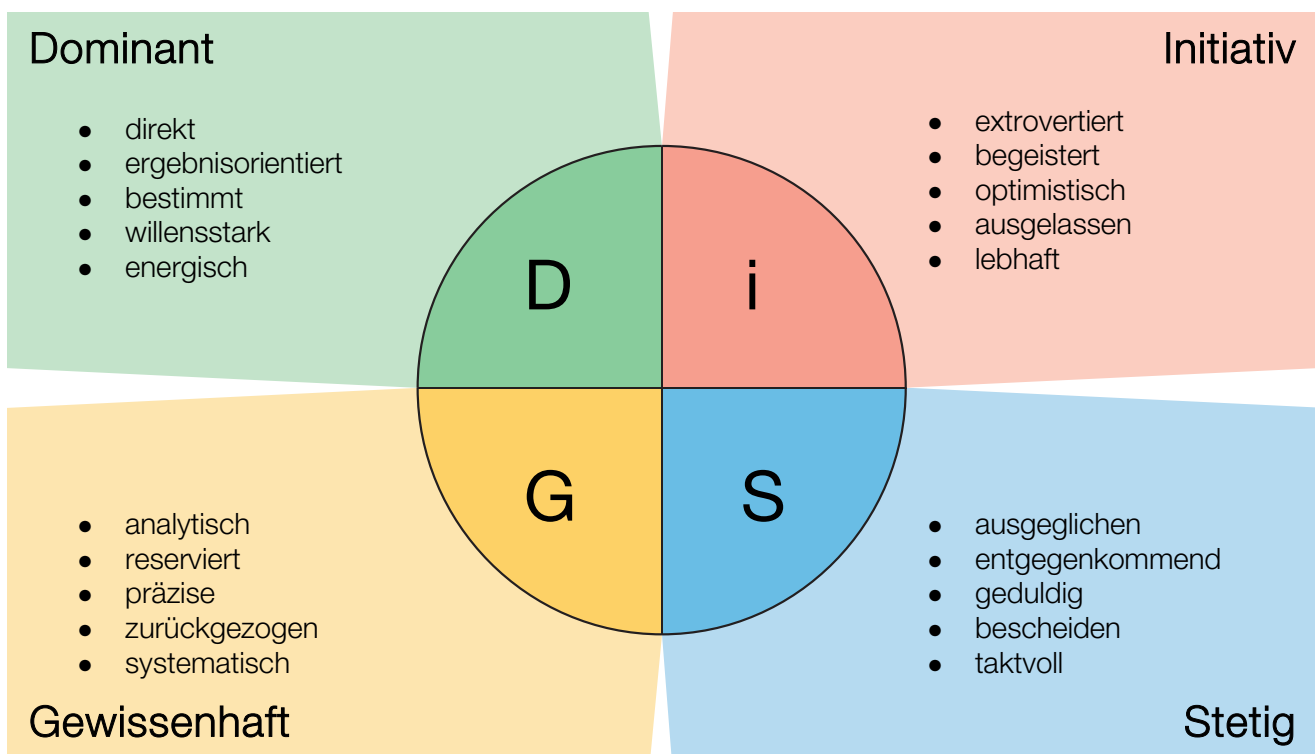 Dominant
● direkt
● ergebnisorientiert
● bestimmt
● willensstark
● energisch
Initiativ
● extrovertiert
● begeistert
● optimistisch
● ausgelassen
● lebhaft
D
i
G
S
● analytisch
● reserviert
● präzise
● zurückgezogen
● systematisch
Gewissenhaft
● ausgeglichen
● entgegenkommend
● geduldig
● bescheiden
● taktvoll
Stetig